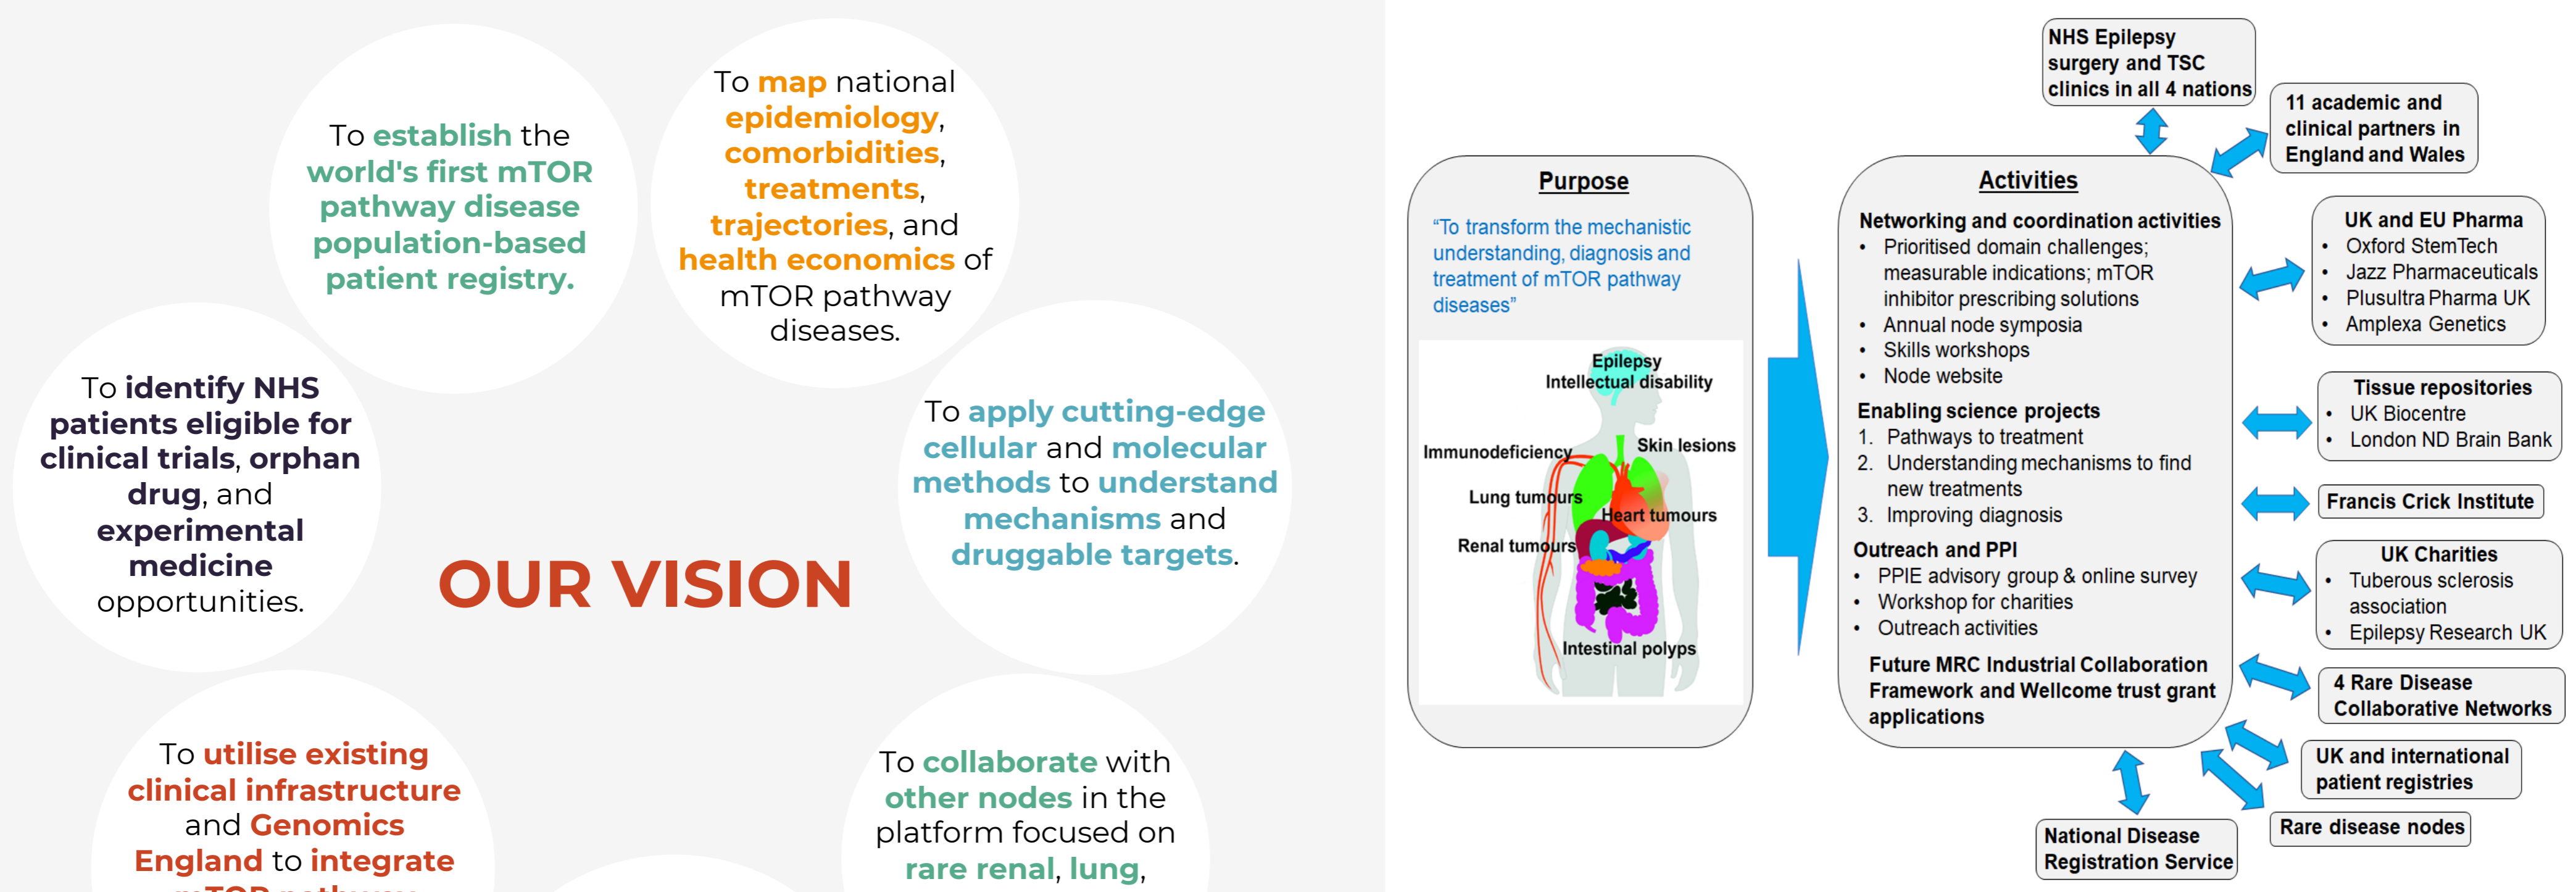 To establish the
world's first mTOR
pathway disease
population-based
patient registry.
To map national
epidemiology,
comorbidities,
treatments,
trajectories, and
health economics of
mTOR pathway
diseases.
To identify NHS
patients eligible for
clinical trials, orphan
drug, and
experimental
medicine
opportunities.
To apply cutting-edge
cellular and molecular
methods to understand
mechanisms and
druggable targets.
OUR VISION
To utilise existing
clinical infrastructure
and Genomics
England to integrate
mTOR pathway
To collaborate with
other nodes in the
platform focused on
rare renal, lung,
Purpose
“To transform the mechanistic
understanding, diagnosis and
treatment of mTOR pathway
diseases”
Epilepsy
Intellectual disability
Immunodeficiency
Skin lesions
Lung tumours
Heart tumours
Renal tumours
Intestinal polyps
Activities
Networking and coordination activities
• Prioritised domain challenges;
measurable indications; mTOR
inhibitor prescribing solutions
• Annual node symposia
• Skills workshops
• Node website
Enabling science projects
1. Pathways to treatment
2. Understanding mechanisms to find
new treatments
3. Improving diagnosis
Outreach and PPI
• PPIE advisory group & online survey
• Workshop for charities
• Outreach activities
Future MRC Industrial Collaboration
Framework and Wellcome trust grant
applications
NHS Epilepsy
surgery and TSC
clinics in all 4 nations
11 academic and
clinical partners in
England and Wales
UK and EU Pharma
• Oxford StemTech
• Jazz Pharmaceuticals
• Plusultra Pharma UK
• Amplexa Genetics
Tissue repositories
• UK Biocentre
• London ND Brain Bank
Francis Crick Institute
UK Charities
• Tuberous sclerosis
association
• Epilepsy Research UK
4 Rare Disease
Collaborative Networks
UK and international
patient registries
Rare disease nodes
National Disease
Registration Service